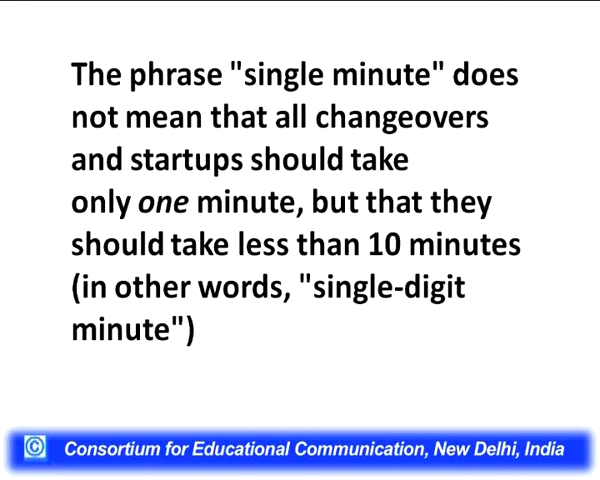 The phrase "single minute" does
not mean that all changeovers
and startups should take
only one minute, but that they
should take less than 10 minutes
(in other words, "single-digit
minute")
© Consortium for Educational Communication, New Delhi, India